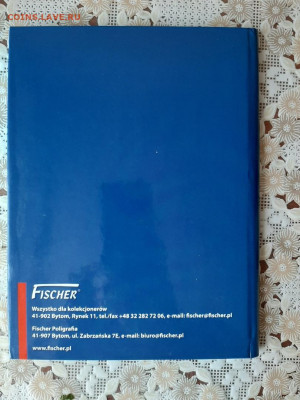 COINS.LAVE.RU
FISCHER®
Wszystko dla kolekcjonerów
41-902 Bytom, Rynek 11, tel./fax +48 32 282 72 06, e-mail: fischer@fischer.pl
Fischer Poligrafia
41-907 Bytom, ul. Zabrzańska 7E, e-mail: biuro@fischer.pl
www.fischer.pl